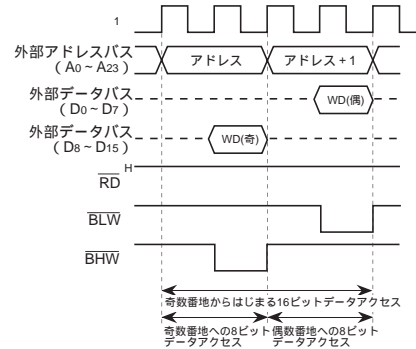 1
外部アドレスバス
( A0 ~ A23 )
アドレス
アドレス + 1
外部データバス
( D0 ~ D7 )
WD(偶)
外部データバス
( D8 ~ D15 )
WD(奇)
H
RD
BLW
BHW
奇数番地からはじまる16ビットデータアクセス
奇数番地への8ビット
データアクセス
偶数番地への8ビット
データアクセス